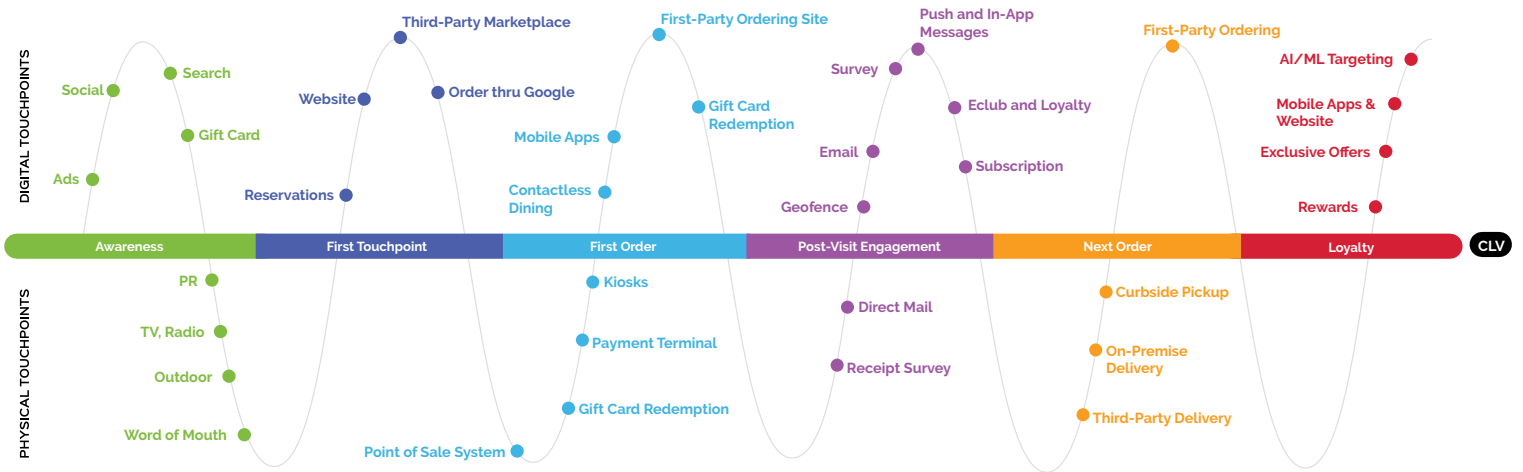 DIGITAL TOUCHPOINTS
Social
Search
Gift Card
Ads
Third-Party Marketplace
Website
Order thru Google
Reservations
First-Party Ordering Site
Gift Card
Redemption
Mobile Apps
Contactless
Dining
Push and In-App
Messages
Survey
Eclub and Loyalty
Email
Subscription
Geofence
First-Party Ordering
AI/ML Targeting
Mobile Apps &
Website
Exclusive Offers
Rewards
Awareness
First Touchpoint
First Order
Post-Visit Engagement
Next Order
Loyalty
CLV
PHYSICAL TOUCHPOINTS
PR
TV, Radio
Outdoor
Word of Mouth
Kiosks
Payment Terminal
Gift Card Redemption
Point of Sale System
Direct Mail
Receipt Survey
Curbside Pickup
On-Premise
Delivery
Third-Party Delivery